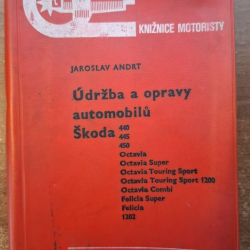 KNIŽNICE MOTORISTY
JAROSLAV ANDRT
Údržba a opravy
automobilů
Škoda 440
445
450
Octavia
Octavia Super
Octavia Touring Sport
Octavia Touring Sport 1200
Octavia Combi
Felicia Super
Felicia
1202